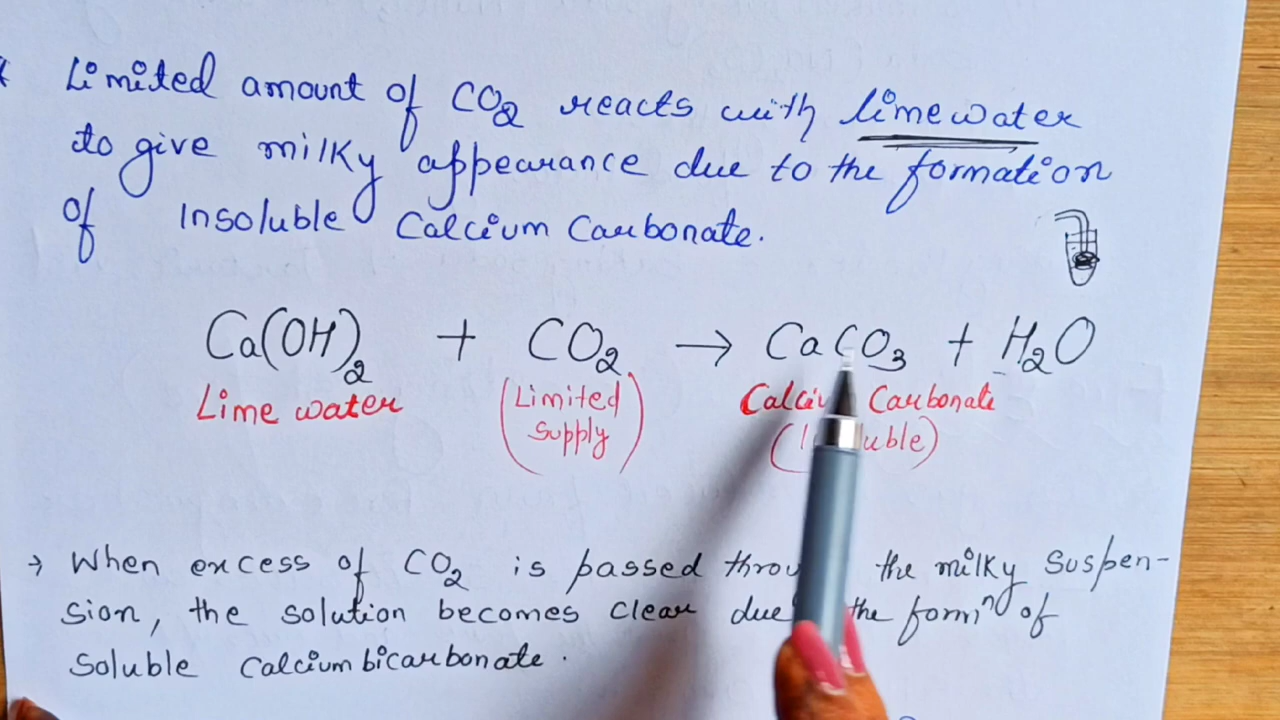 Limited amount of CO2 reacts with limewater
to give milky appearance due to the formation
of Insoluble Calcium Carbonate.
Ca(OH)2 + CO2 → CaCO3 + H2O
Lime water (Limited Supply) Carbonate
→ When excess of CO2 is passed the milky suspen-
sion, the solution becomes clear due the formn of
soluble Calcium bicarbonate.